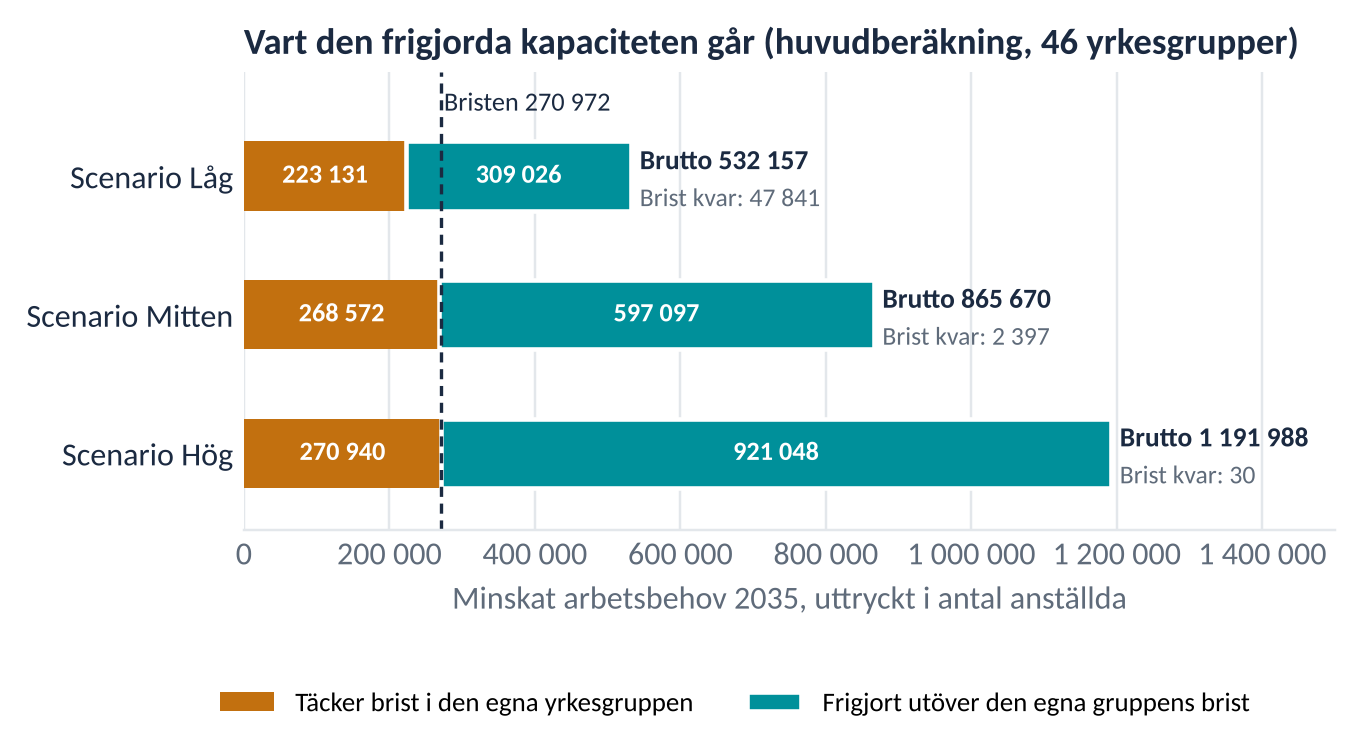 Vart den frigjorda kapaciteten går (huvudberäkning, 46 yrkesgrupper)
Bristen 270 972
Scenario Låg
223 131
309 026
Brutto 532 157
Brist kvar: 47 841
Scenario Mitten
268 572
597 097
Brutto 865 670
Brist kvar: 2 397
Scenario Hög
270 940
921 048
Brutto 1 191 988
Brist kvar: 30
0 200 000 400 000 600 000 800 000 1 000 000 1 200 000 1 400 000
Minskat arbetsbehov 2035, uttryckt i antal anställda
Täcker brist i den egna yrkesgruppen
Frigjort utöver den egna gruppens brist